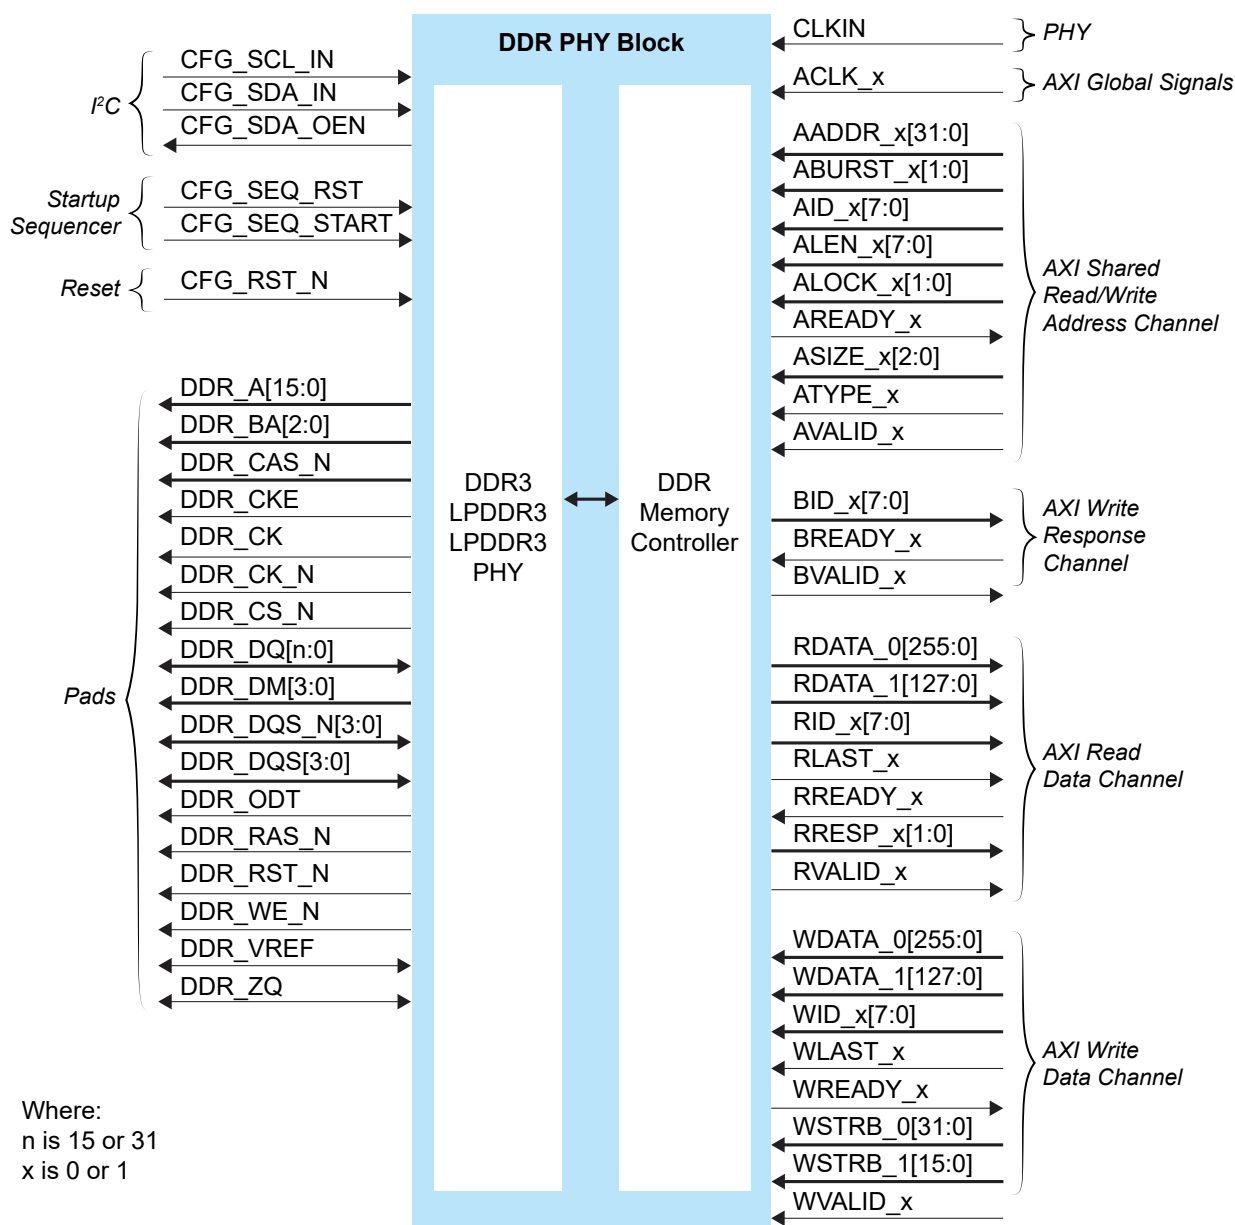 DDR PHY Block
I²C
CFG_SCL_IN
CFG_SDA_IN
CFG_SDA_OEN
Startup
Sequencer
CFG_SEQ_RST
CFG_SEQ_START
Reset
CFG_RST_N
Pads
DDR_A[15:0]
DDR_BA[2:0]
DDR_CAS_N
DDR_CKE
DDR_CK
DDR_CK_N
DDR_CS_N
DDR_DQ[n:0]
DDR_DM[3:0]
DDR_DQS_N[3:0]
DDR_DQS[3:0]
DDR_ODT
DDR_RAS_N
DDR_RST_N
DDR_WE_N
DDR_VREF
DDR_ZQ
Where:
n is 15 or 31
x is 0 or 1
DDR3
LPDDR3
LPDDR3
PHY
DDR
Memory
Controller
CLKIN
PHY
ACLK_x
AXI Global Signals
AADDR_x[31:0]
ABURST_x[1:0]
AID_x[7:0]
ALEN_x[7:0]
ALOCK_x[1:0]
AREADY_x
ASIZE_x[2:0]
ATYPE_x
AVALID_x
AXI Shared
Read/Write
Address Channel
BID_x[7:0]
BREADY_x
BVALID_x
AXI Write
Response
Channel
RDATA_0[255:0]
RDATA_1[127:0]
RID_x[7:0]
RLAST_x
RREADY_x
RRESP_x[1:0]
RVALID_x
AXI Read
Data Channel
WDATA_0[255:0]
WDATA_1[127:0]
WID_x[7:0]
WLAST_x
WREADY_x
WSTRB_0[31:0]
WSTRB_1[15:0]
WVALID_x
AXI Write
Data Channel